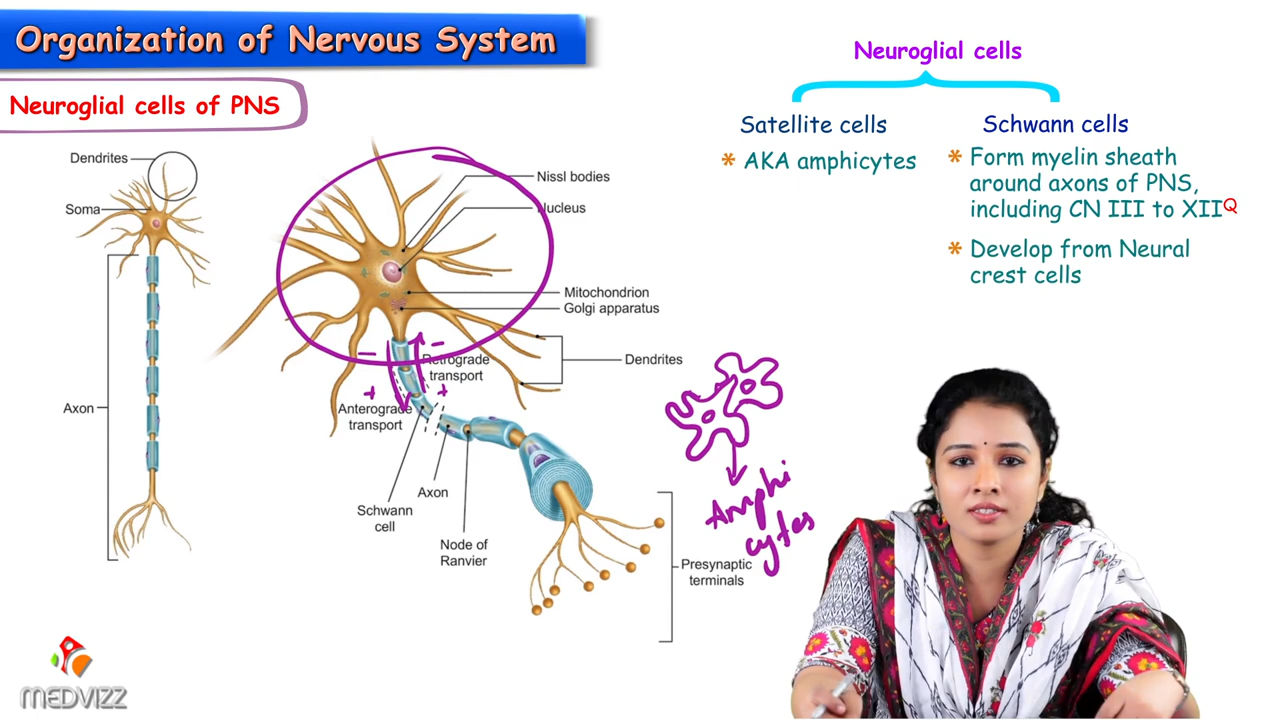 Organization of Nervous System
Neuroglial cells of PNS
Neuroglial cells
Satellite cells
* AKA amphicytes
Schwann cells
* Form myelin sheath
around axons of PNS,
including CN III to XIIQ
* Develop from Neural
crest cells
Dendrites
Soma
Axon
Nissl bodies
Nucleus
Mitochondrion
Golgi apparatus
Dendrites
Retrograde
transport
Anterograde
transport
Schwann
cell
Axon
Node of
Ranvier
Presynaptic
terminals
- -
+ +
Amphi
cytes
MEDVIZZ